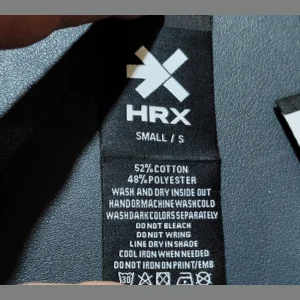 HRX
SMALL / S
52% COTTON
48% POLYESTER
WASH AND DRY INSIDE OUT
HAND OR MACHINE WASH COLD
WASH DARK COLORS SEPARATELY
DO NOT BLEACH
DO NOT WRING
LINE DRY IN SHADE
COOL IRON WHEN NEEDED
DO NOT IRON ON PRINT/EMB
30